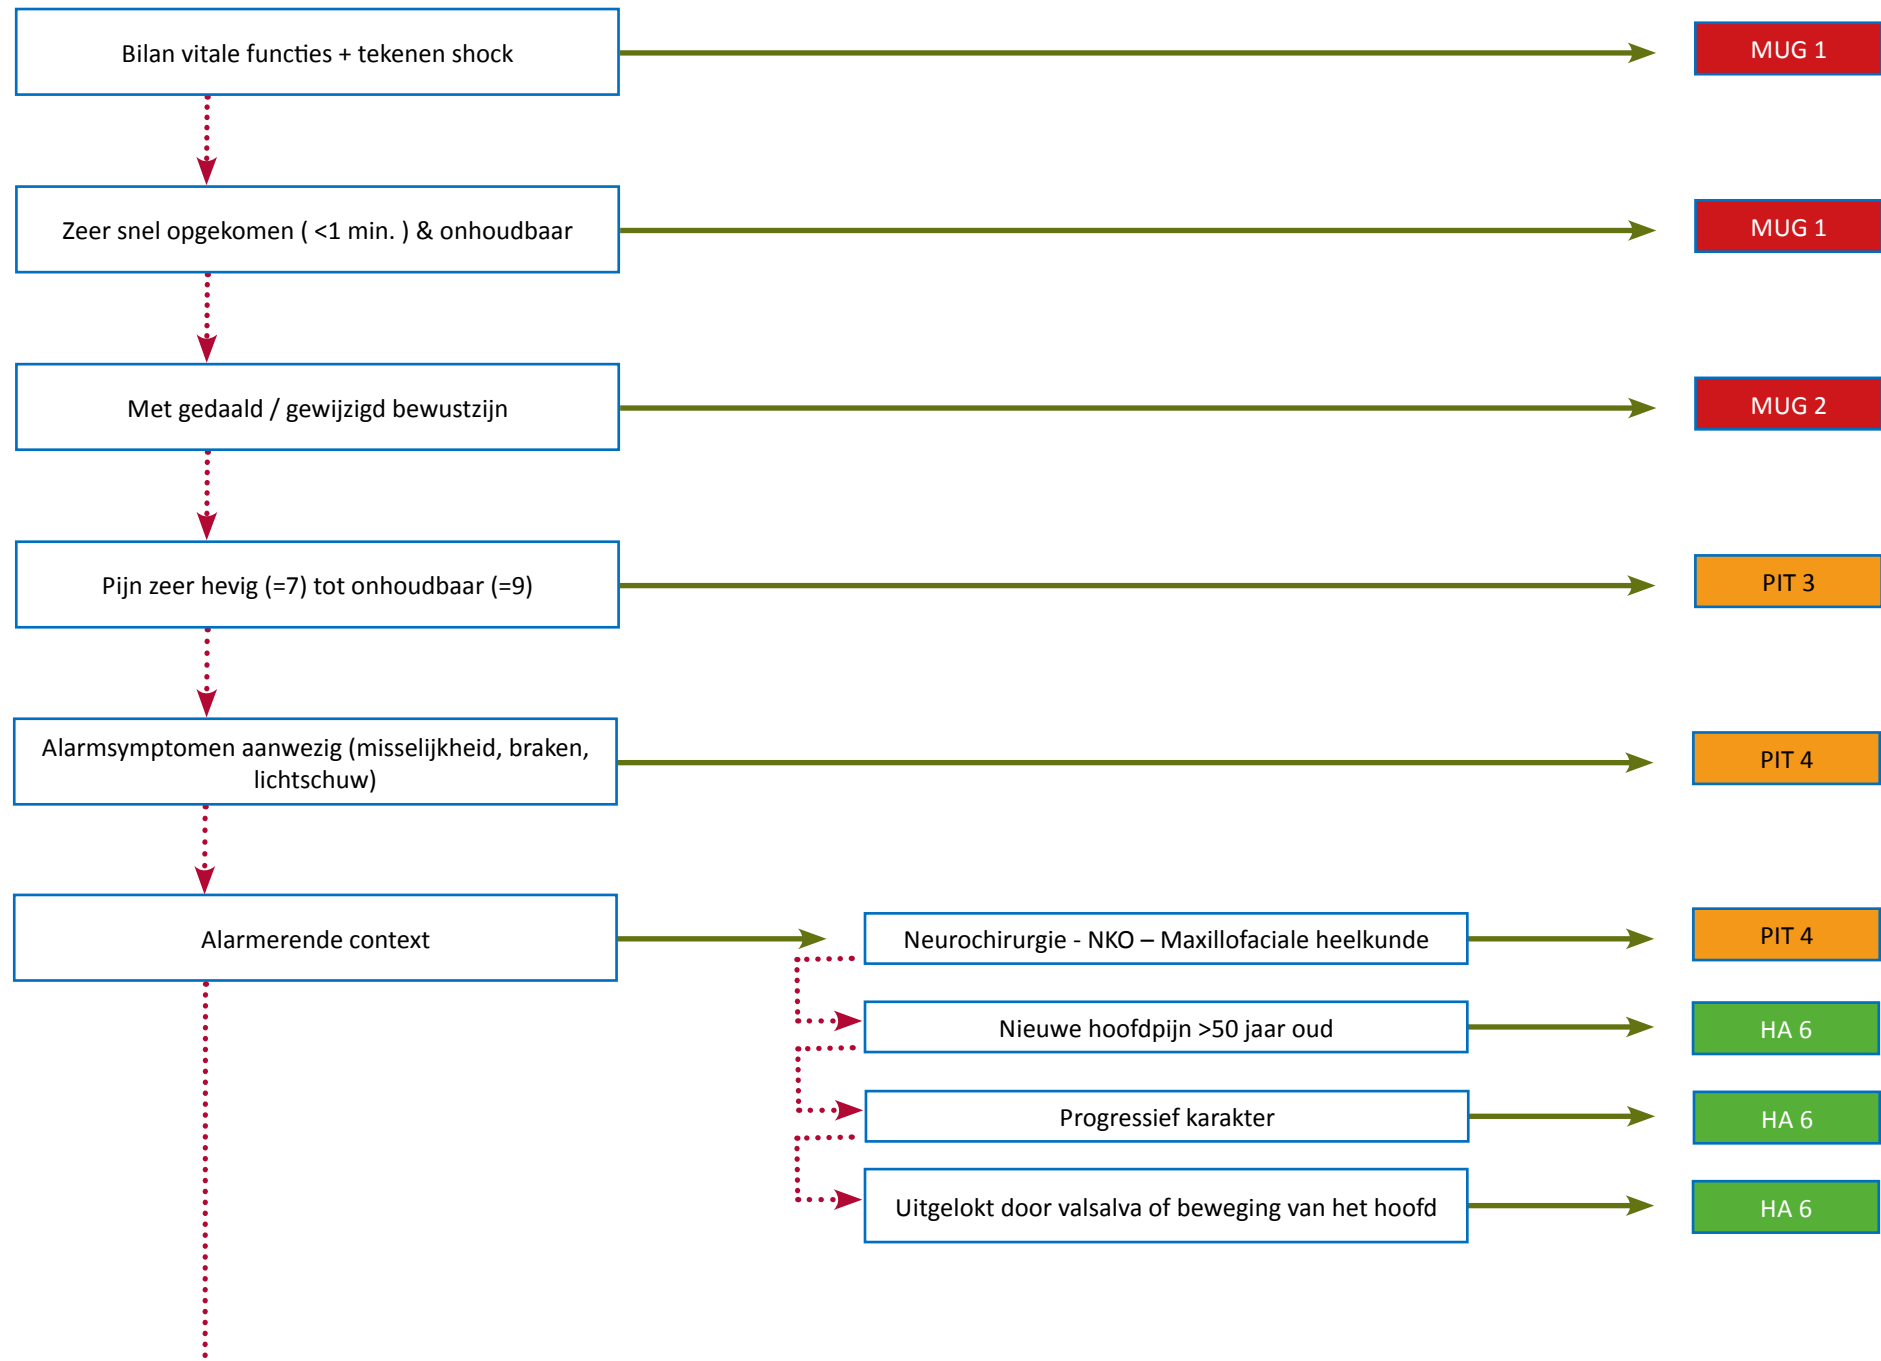 Bilan vitale functies + tekenen shock
MUG 1
Zeer snel opgekomen ( <1 min. ) & onhoudbaar
MUG 1
Met gedaald / gewijzigd bewustzijn
MUG 2
Pijn zeer hevig (=7) tot onhoudbaar (=9)
PIT 3
Alarmsymptomen aanwezig (misselijkheid, braken,
lichtschuw)
PIT 4
Alarmerende context
Neurochirurgie - NKO – Maxillofaciale heelkunde
PIT 4
Nieuwe hoofdpijn >50 jaar oud
HA 6
Progressief karakter
HA 6
Uitgelokt door valsalva of beweging van het hoofd
HA 6